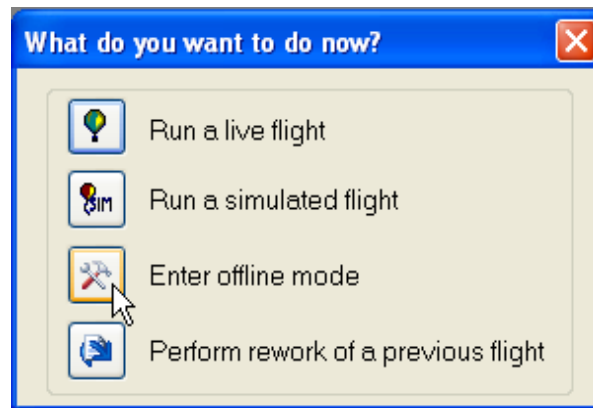 What do you want to do now?
Run a live flight
SIM
Run a simulated flight
Enter offline mode
Perform rework of a previous flight